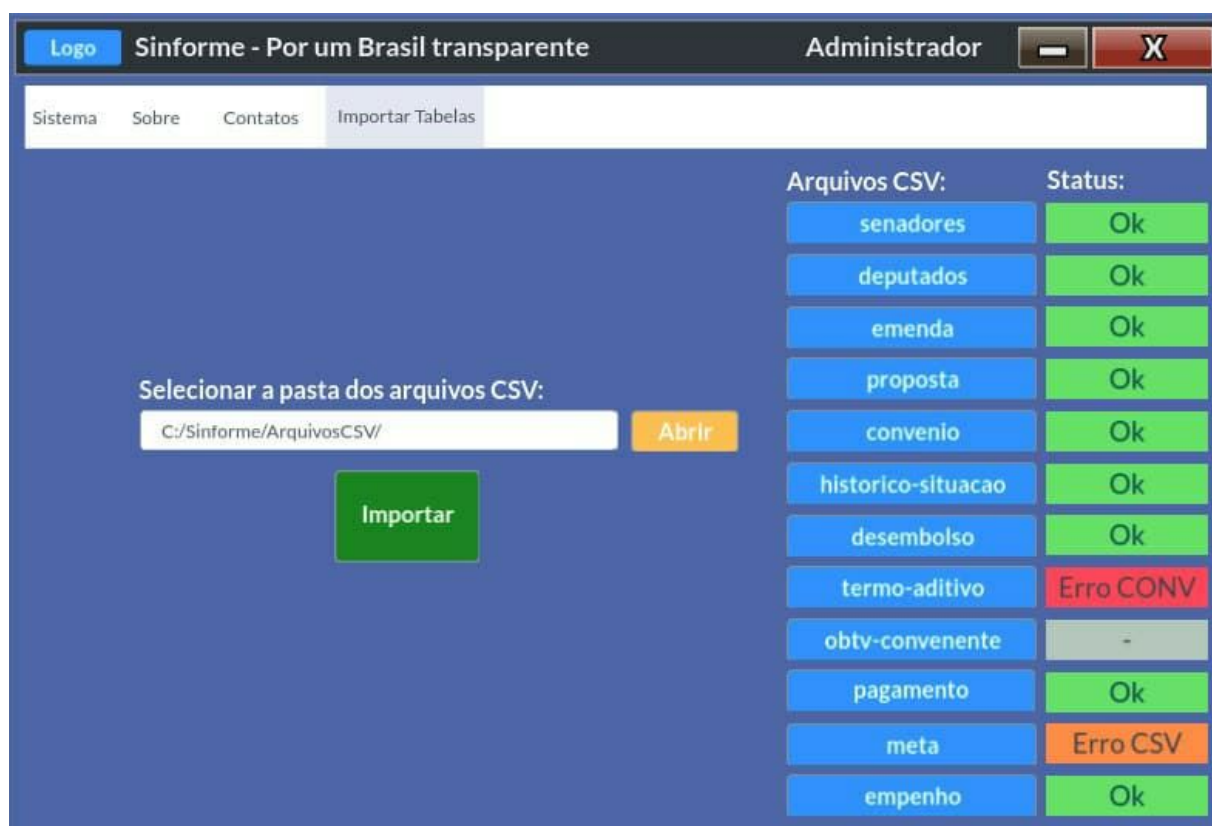 Logo Sinforme - Por um Brasil transparente Administrador - X
Sistema Sobre Contatos Importar Tabelas
Arquivos CSV: Status:
senadores Ok
deputados Ok
emenda Ok
proposta Ok
Selecionar a pasta dos arquivos CSV:
C:/Sinforme/ArquivosCSV/ Abrir
convenio Ok
historico-situacao Ok
Importar
desembolso Ok
termo-aditivo Erro CONV
obtv-convenente -
pagamento Ok
meta Erro CSV
empenho Ok